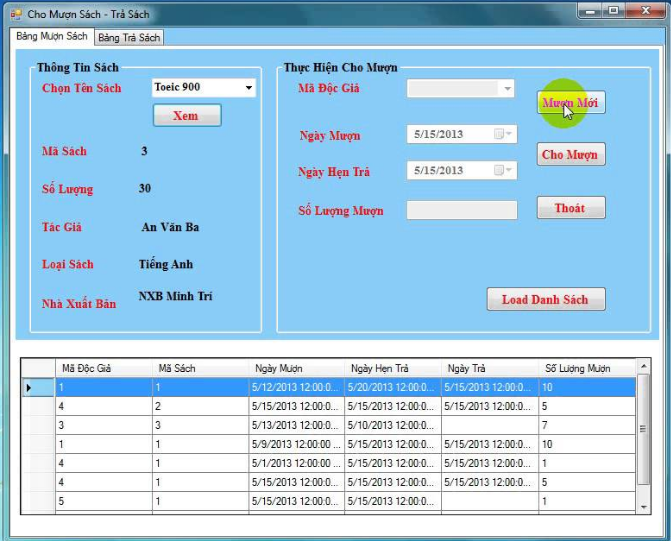 Cho Mượn Sách - Trả Sách
Bảng Mượn Sách Bảng Trả Sách
Thông Tin Sách
Chọn Tên Sách Toeic 900
Xem
Mã Sách 3
Số Lượng 30
Tác Giả An Văn Ba
Loại Sách Tiếng Anh
Nhà Xuất Bản NXB Minh Trí
Thực Hiện Cho Mượn
Mã Độc Giả
Ngày Mượn 5/15/2013
Ngày Hẹn Trả 5/15/2013
Số Lượng Mượn
Mượn Mới
Cho Mượn
Thoát
Load Danh Sách
Mã Độc Giả Mã Sách Ngày Mượn Ngày Hẹn Trả Ngày Trả Số Lượng Mượn
1 1 5/12/2013 12:00:0... 5/20/2013 12:00:0... 5/15/2013 12:00:0... 10
4 2 5/15/2013 12:00:0... 5/15/2013 12:00:0... 5/15/2013 12:00:0... 5
3 3 5/13/2013 12:00:0... 5/10/2013 12:00:0... 7
1 1 5/9/2013 12:00:00 ... 5/15/2013 12:00:0... 5/15/2013 12:00:0... 10
4 1 5/1/2013 12:00:00 ... 5/15/2013 12:00:0... 5/15/2013 12:00:0... 1
4 1 5/15/2013 12:00:0... 5/15/2013 12:00:0... 5/15/2013 12:00:0... 5
5 1 5/15/2013 12:00:0... 5/15/2013 12:00:0... 1